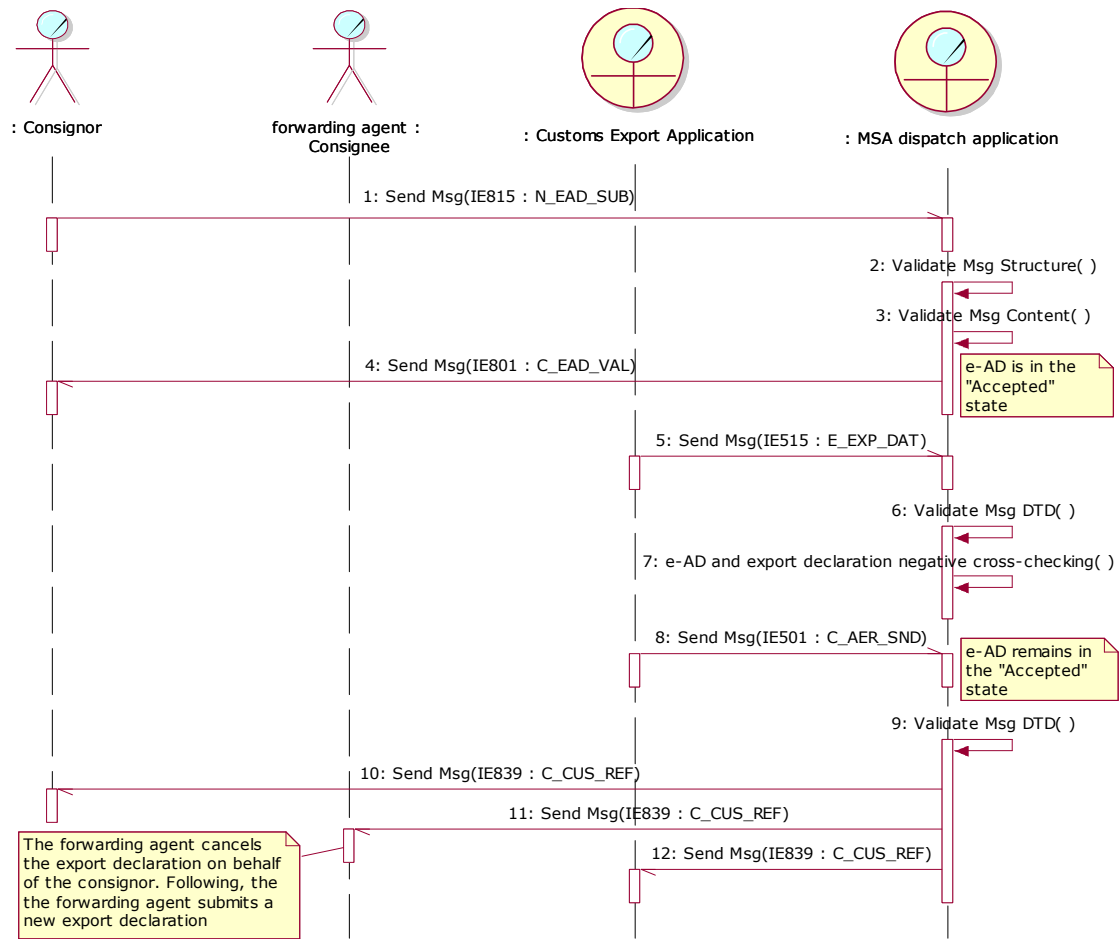 : Consignor
forwarding agent :
Consignee
: Customs Export Application
: MSA dispatch application
1: Send Msg(IE815 : N_EAD_SUB)
2: Validate Msg Structure( )
3: Validate Msg Content( )
4: Send Msg(IE801 : C_EAD_VAL)
e-AD is in the
"Accepted"
state
5: Send Msg(IE515 : E_EXP_DAT)
6: Validate Msg DTD( )
7: e-AD and export declaration negative cross-checking( )
8: Send Msg(IE501 : C_AER_SND)
e-AD remains in
the "Accepted"
state
9: Validate Msg DTD( )
10: Send Msg(IE839 : C_CUS_REF)
11: Send Msg(IE839 : C_CUS_REF)
The forwarding agent cancels
the export declaration on behalf
of the consignor. Following, the
the forwarding agent submits a
new export declaration
12: Send Msg(IE839 : C_CUS_REF)